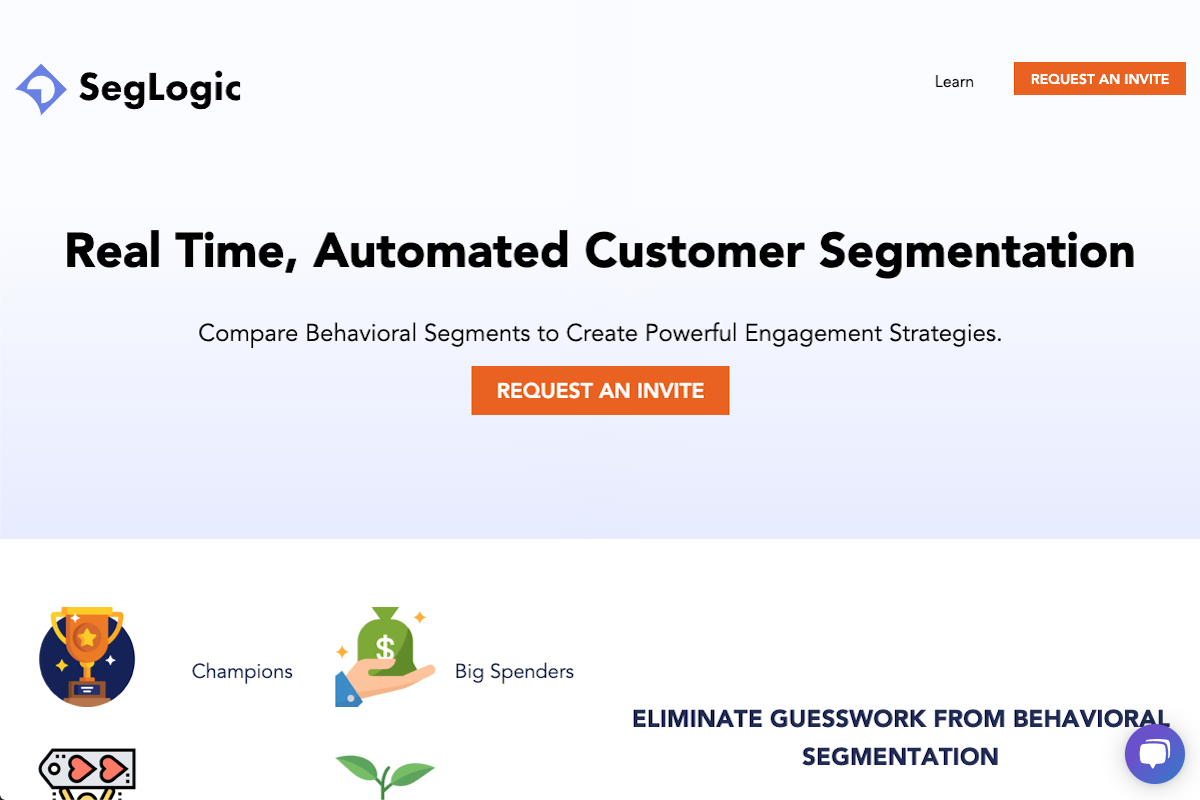 SegLogic
Learn
REQUEST AN INVITE
Real Time, Automated Customer Segmentation
Compare Behavioral Segments to Create Powerful Engagement Strategies.
REQUEST AN INVITE
$
Champions
Big Spenders
ELIMINATE GUESSWORK FROM BEHAVIORAL
SEGMENTATION